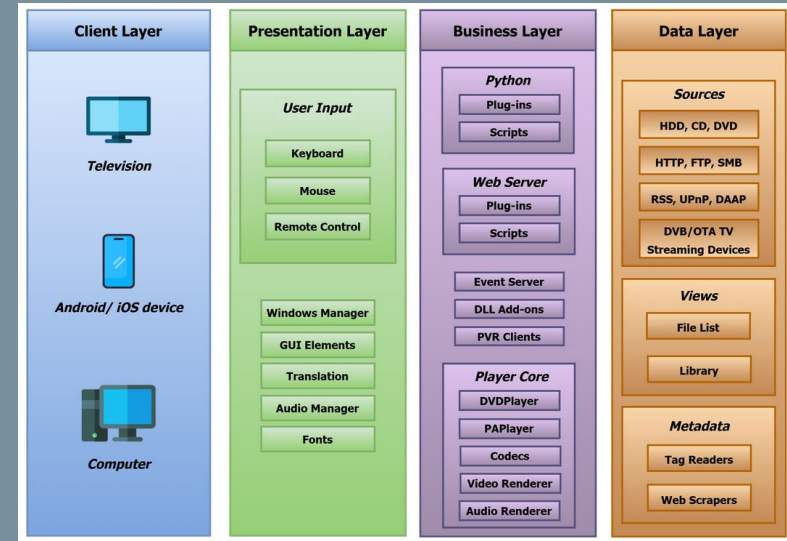 Client Layer
Television
Android/ iOS device
Computer
Presentation Layer
User Input
Keyboard
Mouse
Remote Control
Windows Manager
GUI Elements
Translation
Audio Manager
Fonts
Business Layer
Python
Plug-ins
Scripts
Web Server
Plug-ins
Scripts
Event Server
DLL Add-ons
PVR Clients
Player Core
DVDPlayer
PAPlayer
Codecs
Video Renderer
Audio Renderer
Data Layer
Sources
HDD, CD, DVD
HTTP, FTP, SMB
RSS, UPnP, DAAP
DVB/OTA TV
Streaming Devices
Views
File List
Library
Metadata
Tag Readers
Web Scrapers